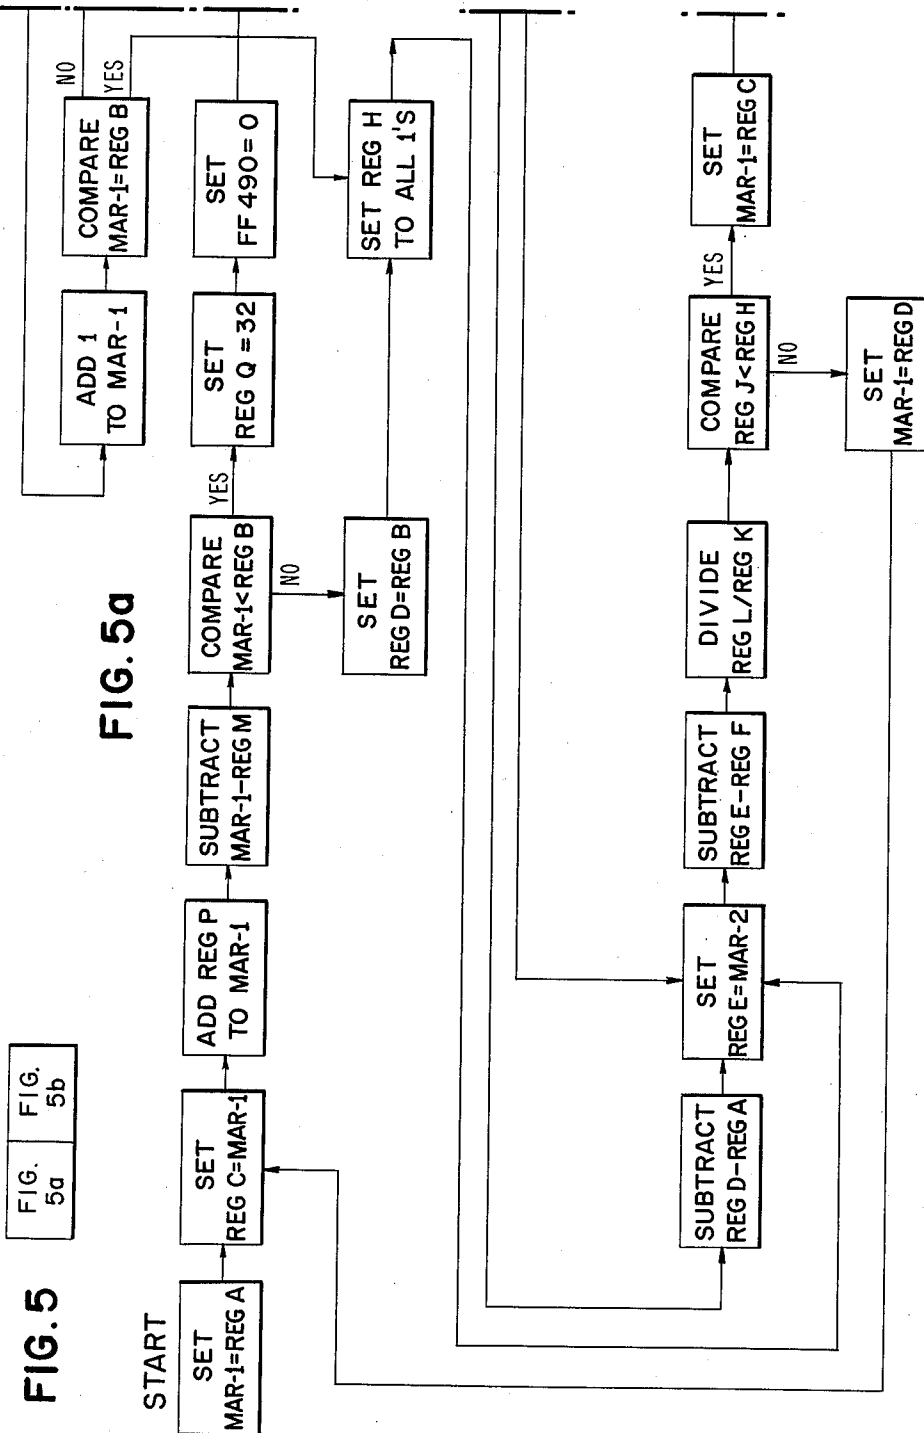 FIG. 5
FIG.
5a
FIG.
5b
FIG. 5a
START
SET
MAR-1=REG A
SET
REG C=MAR-1
ADD REG P
TO MAR-1
SUBTRACT
MAR-1-REG M
COMPARE
MAR-1<REG B
YES
NO
SET
REG Q=32
SET
FF 490=0
ADD 1
TO MAR-1
COMPARE
MAR-1=REG B
NO
YES
SET
REG D=REG B
SET REG H
TO ALL 1'S
SUBTRACT
REG D-REG A
SET
REG E=MAR-2
SUBTRACT
REG E-REG F
DIVIDE
REG L/REG K
COMPARE
REG J<REG H
YES
NO
SET
MAR-1=REG C
SET
MAR-1=REG D